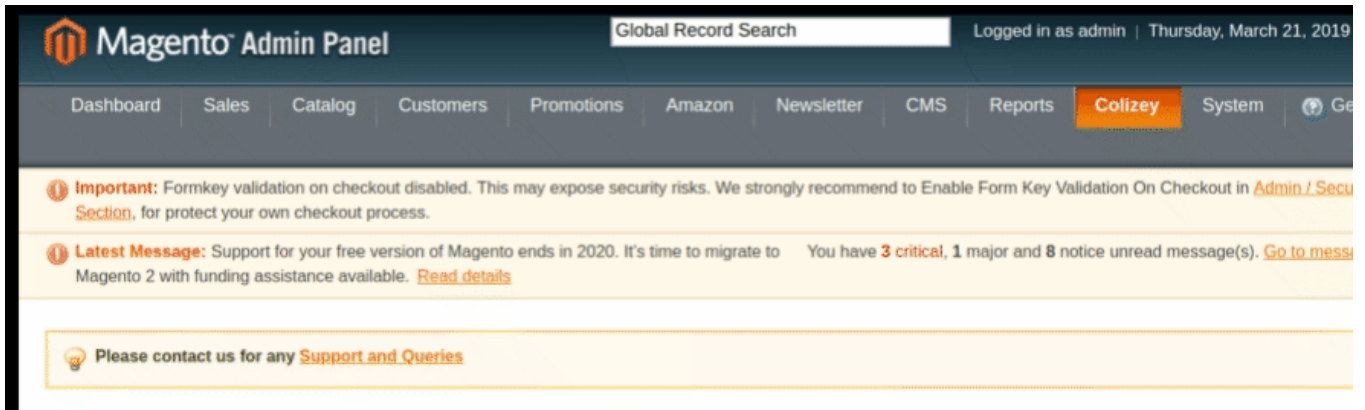 Magento™ Admin Panel
Global Record Search
Logged in as admin | Thursday, March 21, 2019
Dashboard Sales Catalog Customers Promotions Amazon Newsletter CMS Reports Colizey System Ge
Important: Formkey validation on checkout disabled. This may expose security risks. We strongly recommend to Enable Form Key Validation On Checkout in Admin / Secu
Section, for protect your own checkout process.
Latest Message: Support for your free version of Magento ends in 2020. It's time to migrate to
Magento 2 with funding assistance available. Read details
You have 3 critical, 1 major and 8 notice unread message(s). Go to messa
Please contact us for any Support and Queries